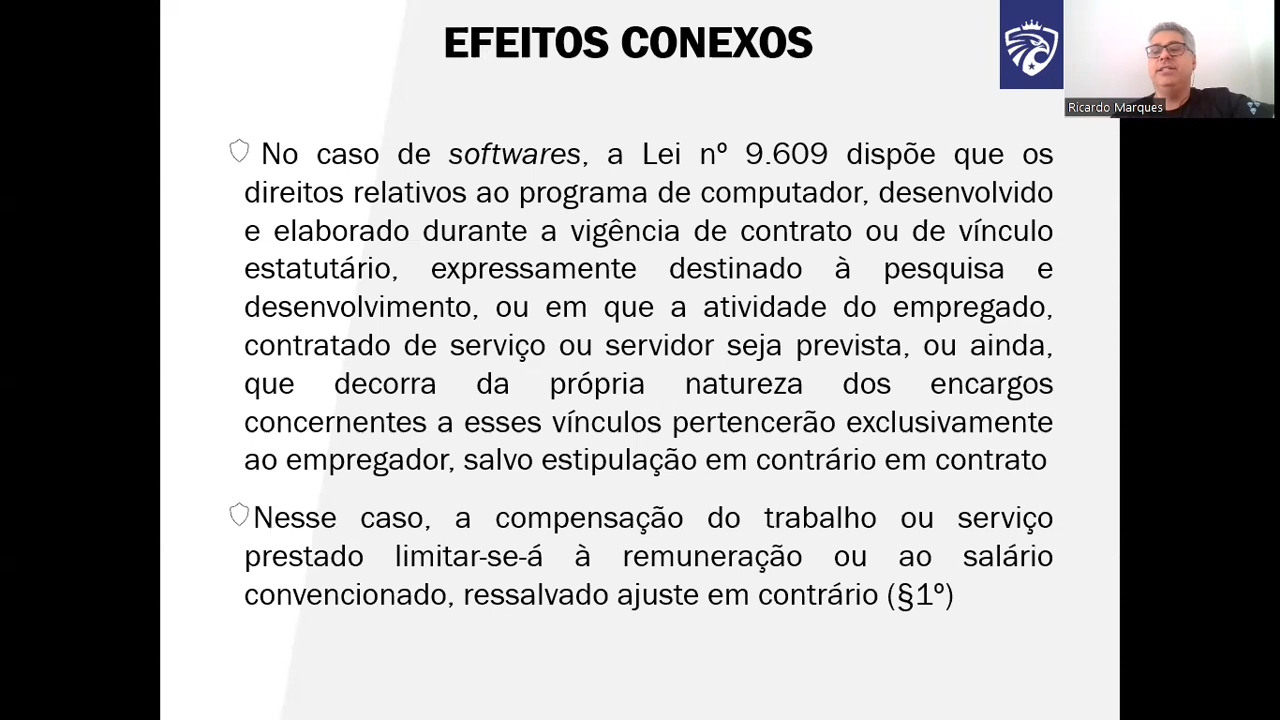 EFEITOS CONEXOS
Ricardo Marques
No caso de softwares, a Lei nº 9.609 dispõe que os
direitos relativos ao programa de computador, desenvolvido
e elaborado durante a vigência de contrato ou de vínculo
estatutário, expressamente destinado à pesquisa e
desenvolvimento, ou em que a atividade do empregado,
contratado de serviço ou servidor seja prevista, ou ainda,
que decorra da própria natureza dos encargos
concernentes a esses vínculos pertencerão exclusivamente
ao empregador, salvo estipulação em contrário em contrato
Nesse caso, a compensação do trabalho ou serviço
prestado limitar-se-á à remuneração ou ao salário
convencionado, ressalvado ajuste em contrário (§1º)